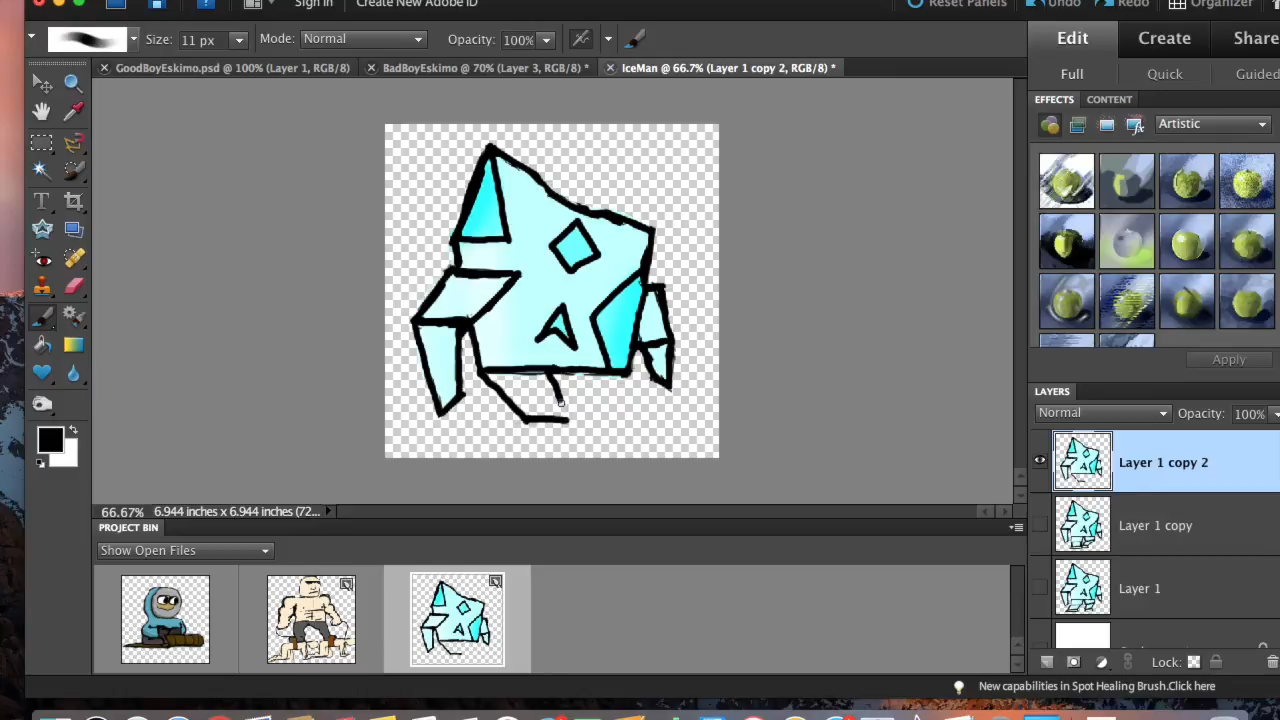 Sign In Create New Adobe ID Reset Panels Undo Redo Organizer
Size: 11 px Mode: Normal Opacity: 100% Edit Create Share
GoodBoyEskimo.psd @ 100% (Layer 1, RGB/8) BadBoyEskimo @ 70% (Layer 3, RGB/8) * IceMan @ 66.7% (Layer 1 copy 2, RGB/8) *
Full Quick Guided
EFFECTS CONTENT
Artistic
Apply
LAYERS
Normal Opacity: 100%
Layer 1 copy 2
66.67% 6.944 inches x 6.944 inches (72...
PROJECT BIN
Layer 1 copy
Show Open Files
Layer 1
Lock:
New capabilities in Spot Healing Brush.Click here